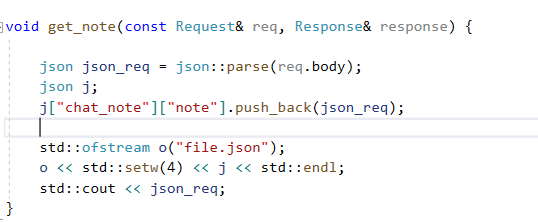 void get_note(const Request& req, Response& response) {
json json_req = json::parse(req.body);
json j;
j["chat_note"]["note"].push_back(json_req);
std::ofstream o("file.json");
o << std::setw(4) << j << std::endl;
std::cout << json_req;
}